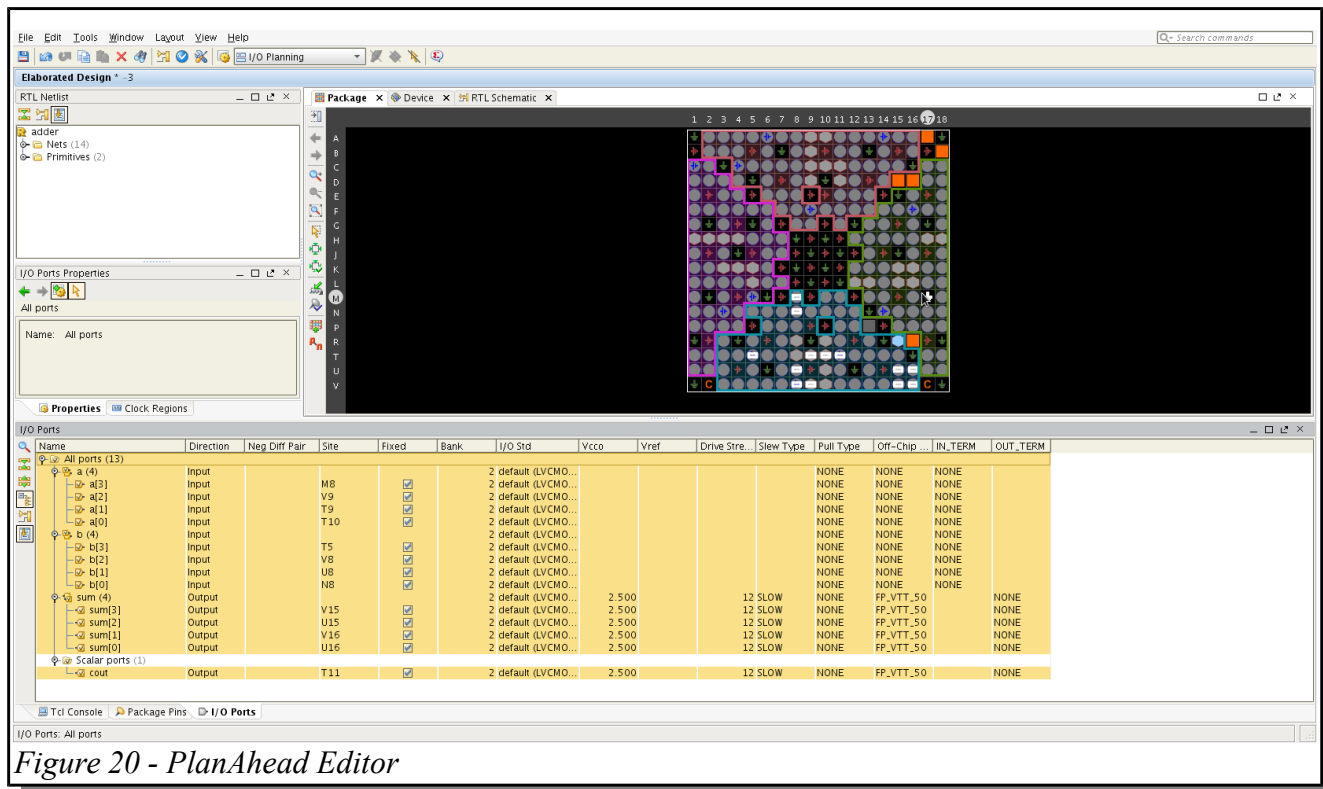 File Edit Tools Window Layout View Help
Q- Search commands
I/O Planning
Elaborated Design * -3
RTL Netlist
adder
Nets (14)
Primitives (2)
I/O Ports Properties
All ports
Name: All ports
Properties Clock Regions
Package Device RTL Schematic
1 2 3 4 5 6 7 8 9 10 11 12 13 14 15 16 17 18
A
B
C
D
E
F
G
H
J
K
L
M
N
P
R
T
U
V
C C
I/O Ports
Name Direction Neg Diff Pair Site Fixed Bank I/O Std Vcco Vref Drive Stre... Slew Type Pull Type Off-Chip ... IN_TERM OUT_TERM
All ports (13)
a (4) Input 2 default (LVCMO... NONE NONE NONE
a[3] Input M8 2 default (LVCMO... NONE NONE NONE
a[2] Input V9 2 default (LVCMO... NONE NONE NONE
a[1] Input T9 2 default (LVCMO... NONE NONE NONE
a[0] Input T10 2 default (LVCMO... NONE NONE NONE
b (4) Input 2 default (LVCMO... NONE NONE NONE
b[3] Input T5 2 default (LVCMO... NONE NONE NONE
b[2] Input V8 2 default (LVCMO... NONE NONE NONE
b[1] Input U8 2 default (LVCMO... NONE NONE NONE
b[0] Input N8 2 default (LVCMO... NONE NONE NONE
sum (4) Output 2 default (LVCMO... 2.500 12 SLOW NONE FP_VTT_50 NONE
sum[3] Output V15 2 default (LVCMO... 2.500 12 SLOW NONE FP_VTT_50 NONE
sum[2] Output U15 2 default (LVCMO... 2.500 12 SLOW NONE FP_VTT_50 NONE
sum[1] Output V16 2 default (LVCMO... 2.500 12 SLOW NONE FP_VTT_50 NONE
sum[0] Output U16 2 default (LVCMO... 2.500 12 SLOW NONE FP_VTT_50 NONE
Scalar ports (1)
cout Output T11 2 default (LVCMO... 2.500 12 SLOW NONE FP_VTT_50 NONE
Tcl Console Package Pins I/O Ports
I/O Ports: All ports
Figure 20 - PlanAhead Editor